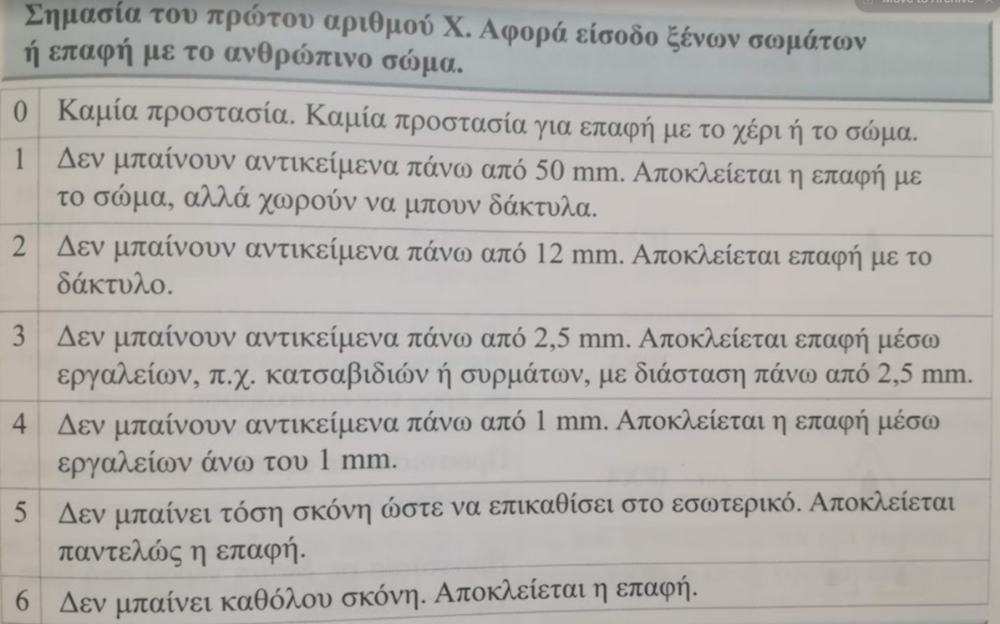 Move to Archive
Σημασία του πρώτου αριθμού Χ. Αφορά είσοδο ξένων σωμάτων
ή επαφή με το ανθρώπινο σώμα.
0 Καμία προστασία. Καμία προστασία για επαφή με το χέρι ή το σώμα.
1 Δεν μπαίνουν αντικείμενα πάνω από 50 mm. Αποκλείεται η επαφή με
το σώμα, αλλά χωρούν να μπουν δάκτυλα.
2 Δεν μπαίνουν αντικείμενα πάνω από 12 mm. Αποκλείεται επαφή με το
δάκτυλο.
3 Δεν μπαίνουν αντικείμενα πάνω από 2,5 mm. Αποκλείεται επαφή μέσω
εργαλείων, π.χ. κατσαβιδιών ή συρμάτων, με διάσταση πάνω από 2,5 mm.
4 Δεν μπαίνουν αντικείμενα πάνω από 1 mm. Αποκλείεται η επαφή μέσω
εργαλείων άνω του 1 mm.
5 Δεν μπαίνει τόση σκόνη ώστε να επικαθίσει στο εσωτερικό. Αποκλείεται
παντελώς η επαφή.
6 Δεν μπαίνει καθόλου σκόνη. Αποκλείεται η επαφή.